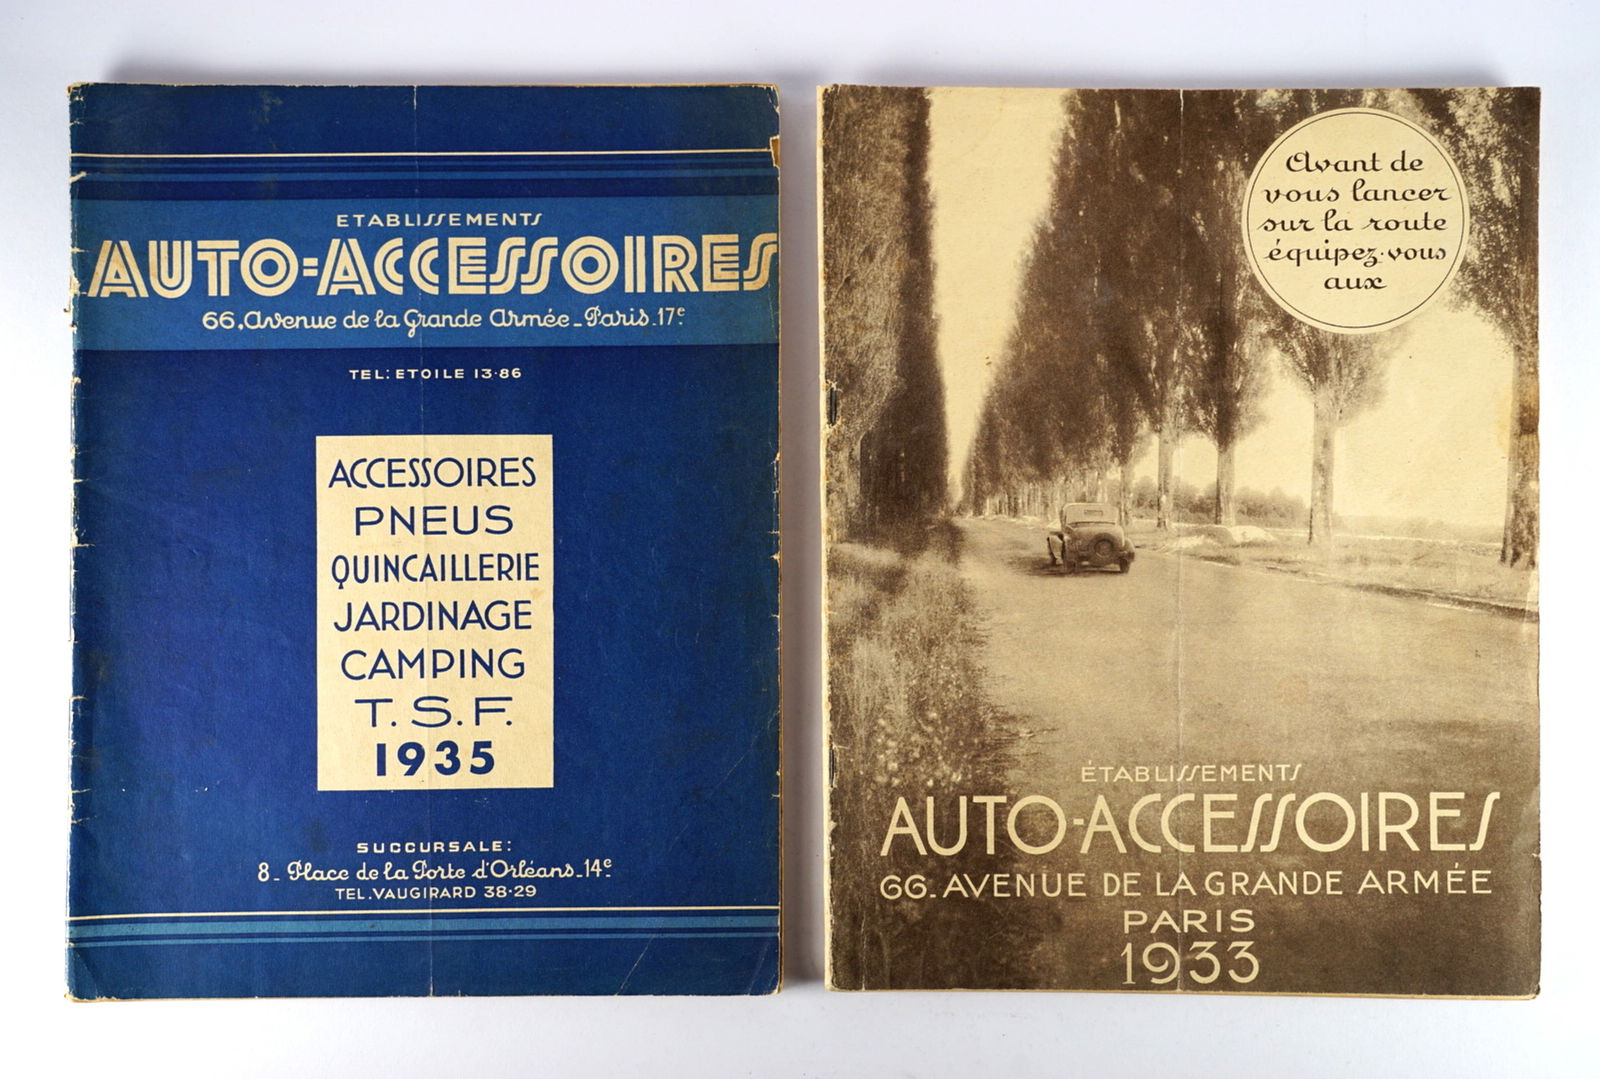 ETABLISSEMENTS
AUTO-ACCESSOIRES
66, Avenue de la Grande Armée - Paris. 17e
TEL: ETOILE 13·86
ACCESSOIRES
PNEUS
QUINCAILLERIE
JARDINAGE
CAMPING
T. S. F.
1935
SUCCURSALE:
8 - Place de la Porte d'Orléans - 14e
TEL. VAUGIRARD 38·29
Avant de
vous lancer
sur la route
équipez-vous
aux
ÉTABLISSEMENTS
AUTO-ACCESSOIRES
66 - AVENUE DE LA GRANDE ARMÉE
PARIS
1933